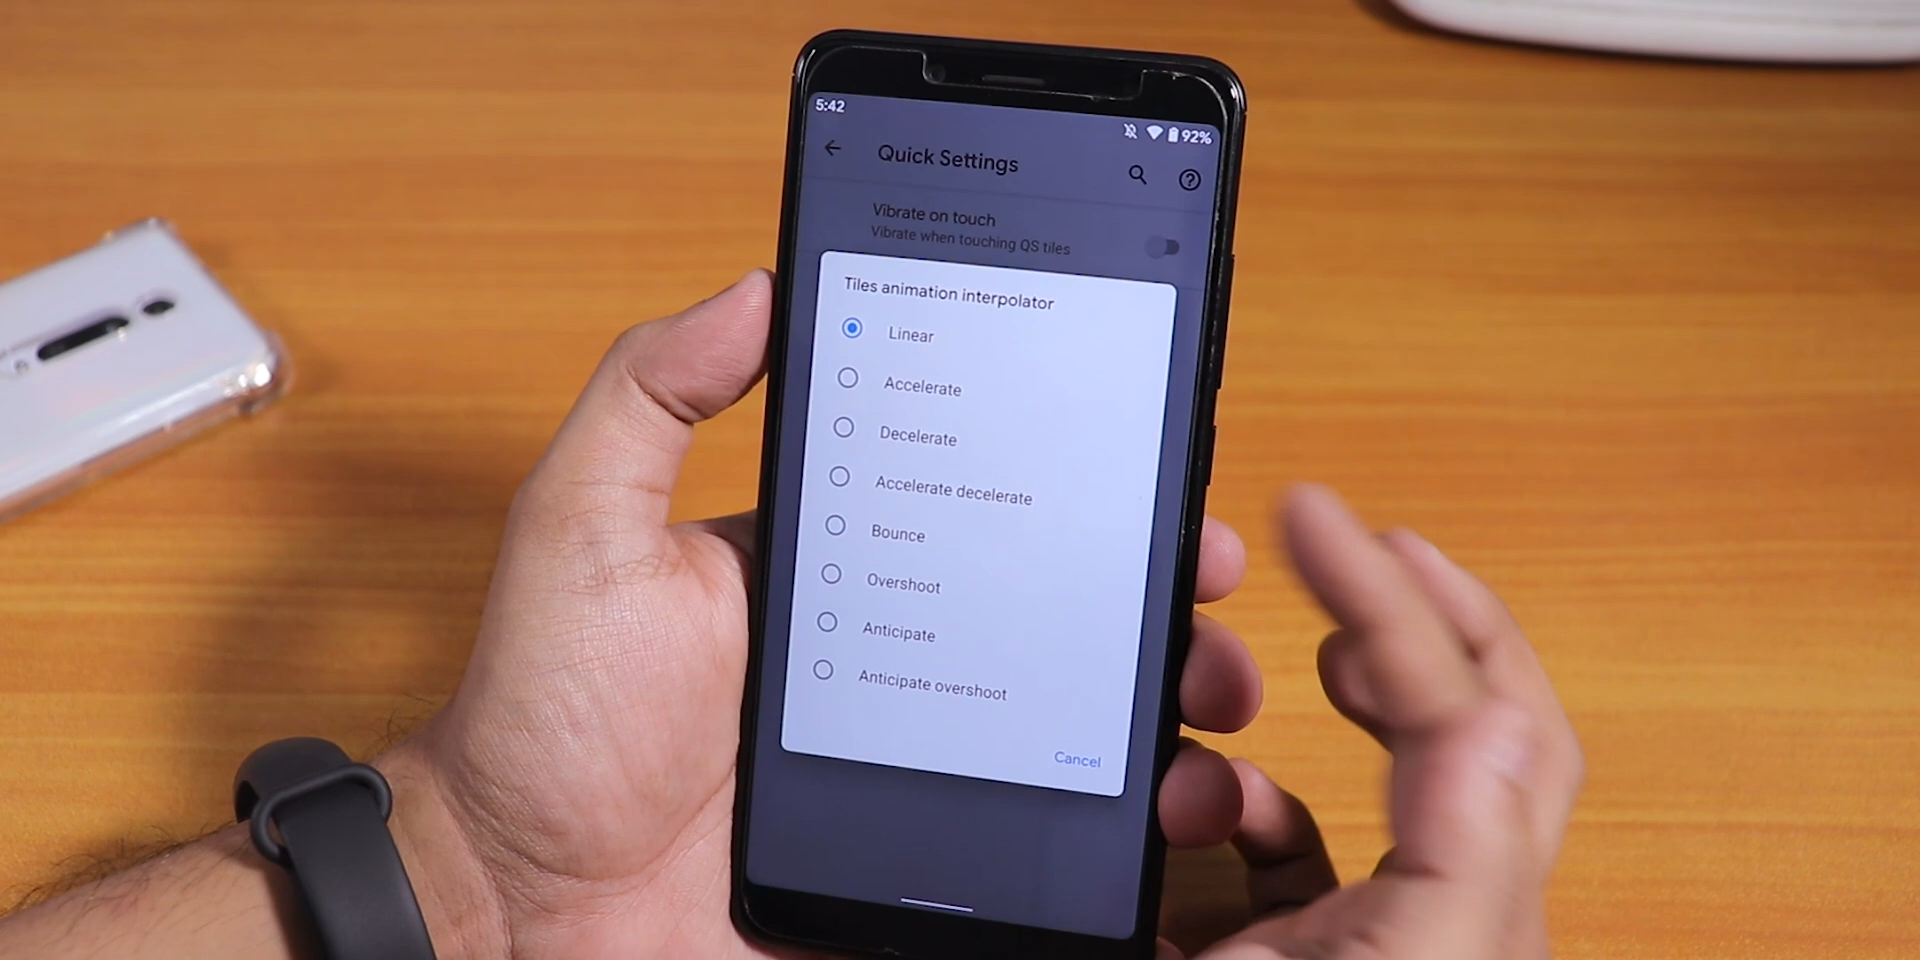 5:42
92%
Quick Settings
Vibrate on touch
Vibrate when touching QS tiles
Tiles animation interpolator
Linear
Accelerate
Decelerate
Accelerate decelerate
Bounce
Overshoot
Anticipate
Anticipate overshoot
Cancel